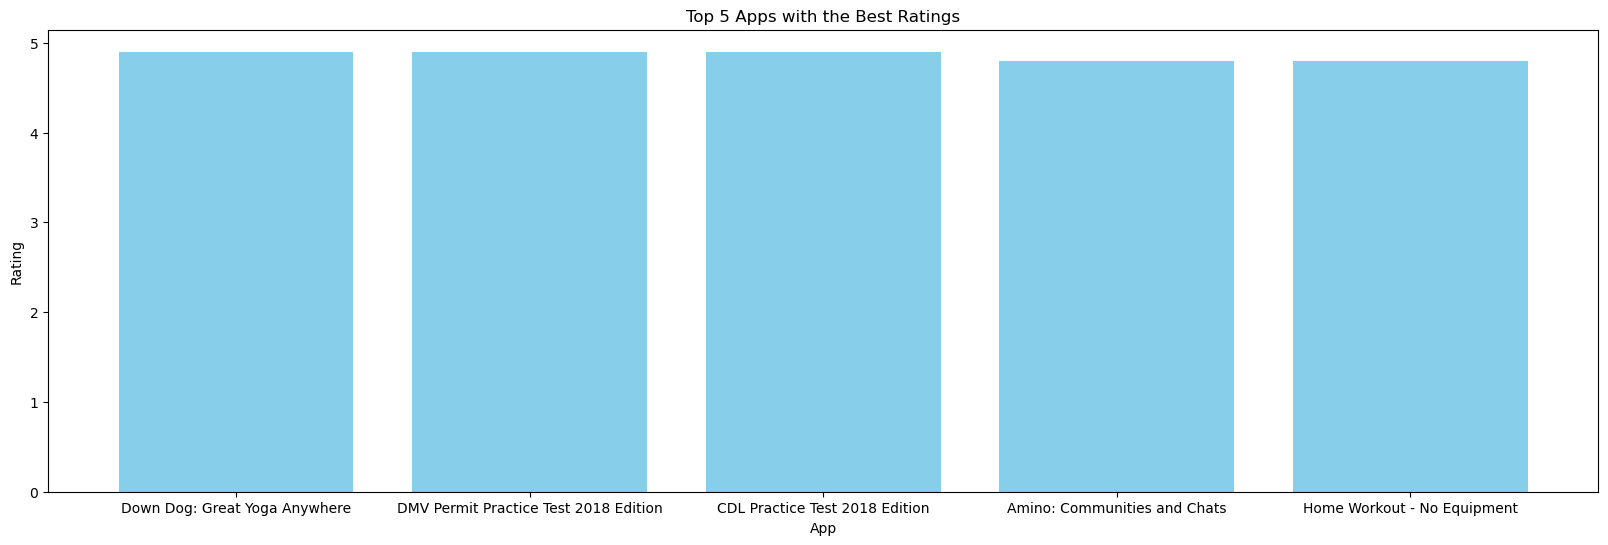 Top 5 Apps with the Best Ratings
5
4
3
2
1
0
Rating
Down Dog: Great Yoga Anywhere
DMV Permit Practice Test 2018 Edition
CDL Practice Test 2018 Edition
Amino: Communities and Chats
Home Workout - No Equipment
App